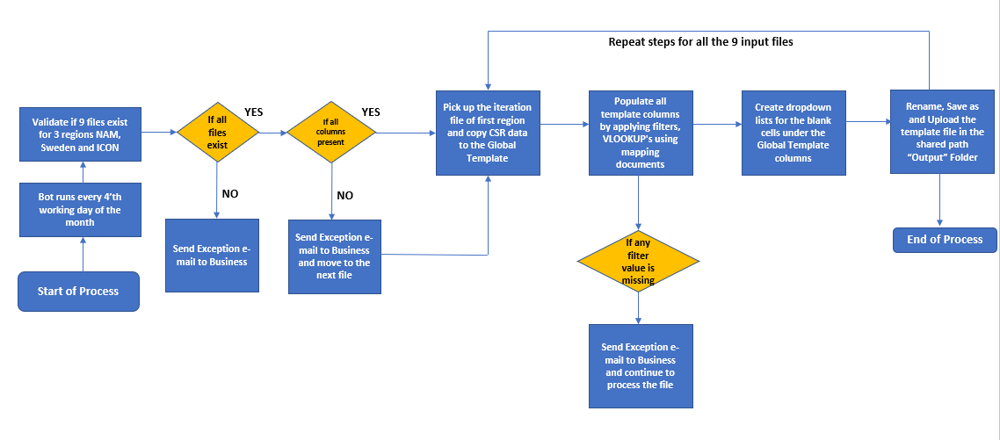 Repeat steps for all the 9 input files
Validate if 9 files exist
for 3 regions NAM,
Sweden and ICON
Bot runs every 4'th
working day of the
month
Start of Process
If all
files
exist
YES
NO
Send Exception e-
mail to Business
If all
columns
present
YES
NO
Send Exception e-
mail to Business
and move to the
next file
Pick up the iteration
file of first region
and copy CSR data
to the Global
Template
Populate all
template columns
by applying filters,
VLOOKUP's using
mapping
documents
If any
filter
value is
missing
Send Exception e-
mail to Business
and continue to
process the file
Create dropdown
lists for the blank
cells under the
Global Template
columns
Rename, Save as
and Upload the
template file in the
shared path
“Output” Folder
End of Process